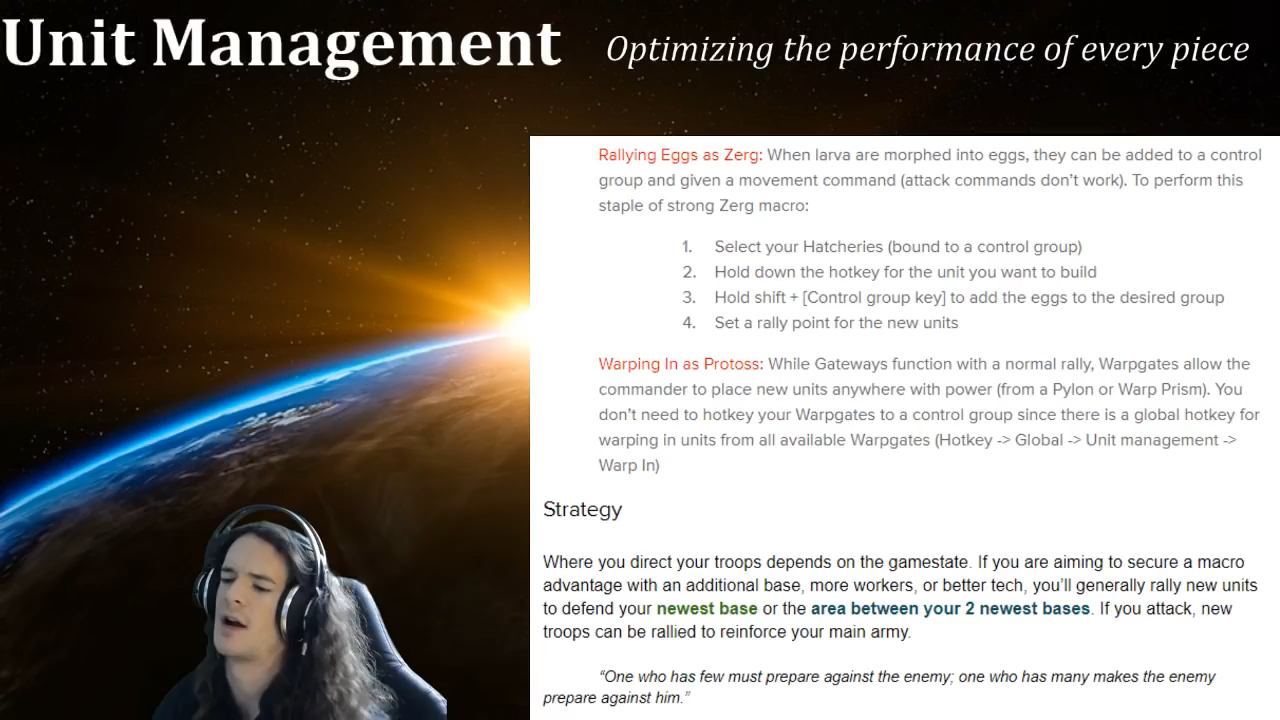 Unit Management
Optimizing the performance of every piece
Rallying Eggs as Zerg: When larva are morphed into eggs, they can be added to a control
group and given a movement command (attack commands don't work). To perform this
staple of strong Zerg macro:
1. Select your Hatcheries (bound to a control group)
2. Hold down the hotkey for the unit you want to build
3. Hold shift + [Control group key] to add the eggs to the desired group
4. Set a rally point for the new units
Warping In as Protoss: While Gateways function with a normal rally, Warpgates allow the
commander to place new units anywhere with power (from a Pylon or Warp Prism). You
don't need to hotkey your Warpgates to a control group since there is a global hotkey for
warping in units from all available Warpgates (Hotkey -> Global -> Unit management ->
Warp In)
Strategy
Where you direct your troops depends on the gamestate. If you are aiming to secure a macro
advantage with an additional base, more workers, or better tech, you'll generally rally new units
to defend your newest base or the area between your 2 newest bases. If you attack, new
troops can be rallied to reinforce your main army.
“One who has few must prepare against the enemy; one who has many makes the enemy
prepare against him.”